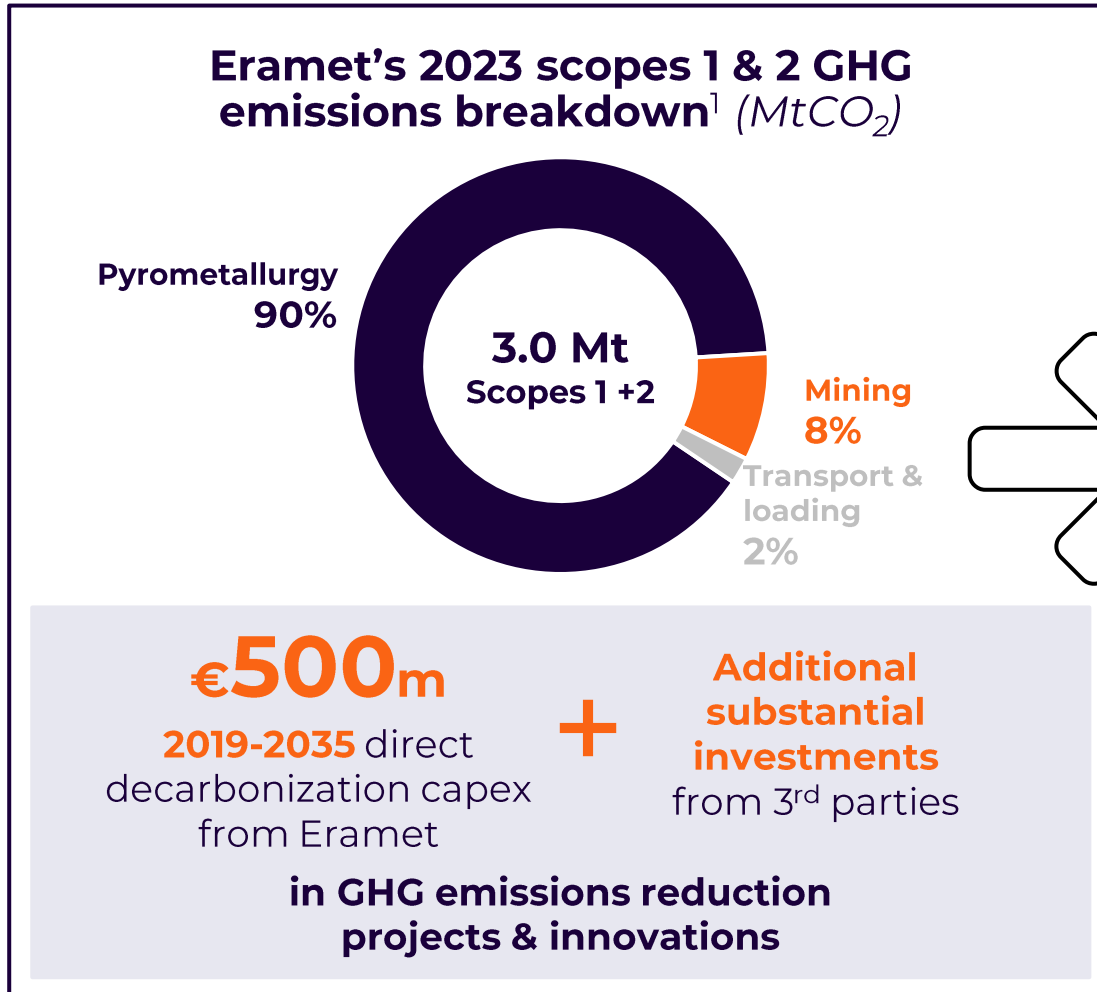 Eramet’s 2023 scopes 1 & 2 GHG
emissions breakdown¹ (MtCO₂)
Pyrometallurgy
90%
3.0 Mt
Scopes 1 +2
Mining
8%
Transport &
loading
2%
€500m
2019-2035 direct
decarbonization capex
from Eramet
+
Additional
substantial
investments
from 3ʳᵈ parties
in GHG emissions reduction
projects & innovations